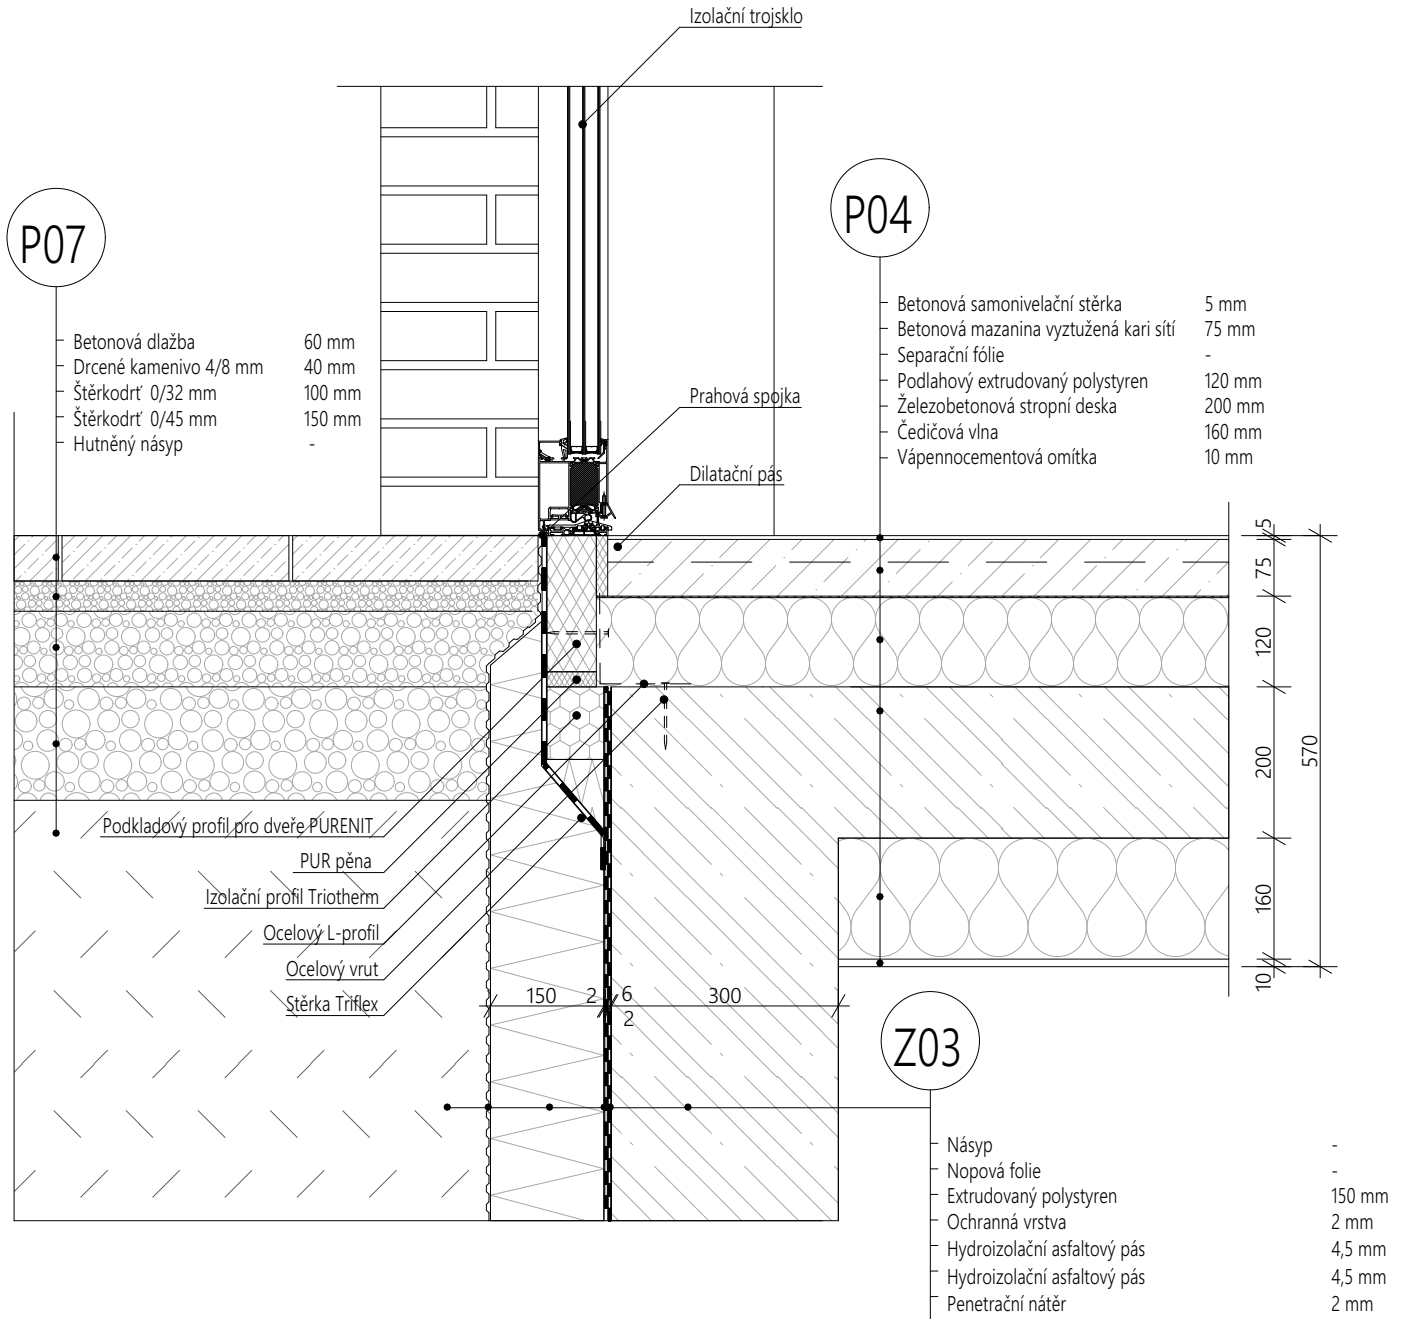 Izolační trojsklo
P07
Betonová dlažba 60 mm
Drcené kamenivo 4/8 mm 40 mm
Štěrkodrť 0/32 mm 100 mm
Štěrkodrť 0/45 mm 150 mm
Hutněný násyp -
P04
Betonová samonivelační stěrka 5 mm
Betonová mazanina vyztužená kari sítí 75 mm
Separační fólie -
Podlahový extrudovaný polystyren 120 mm
Železobetonová stropní deska 200 mm
Čedičová vlna 160 mm
Vápennocementová omítka 10 mm
Prahová spojka
Dilatační pás
5
75
120
200
160
10
570
Podkladový profil pro dveře PURENIT
PUR pěna
Izolační profil Triotherm
Ocelový L-profil
Ocelový vrut
Stěrka Triflex
150 2 6 300
2
Z03
Násyp -
Nopová folie -
Extrudovaný polystyren 150 mm
Ochranná vrstva 2 mm
Hydroizolační asfaltový pás 4,5 mm
Hydroizolační asfaltový pás 4,5 mm
Penetrační nátěr 2 mm